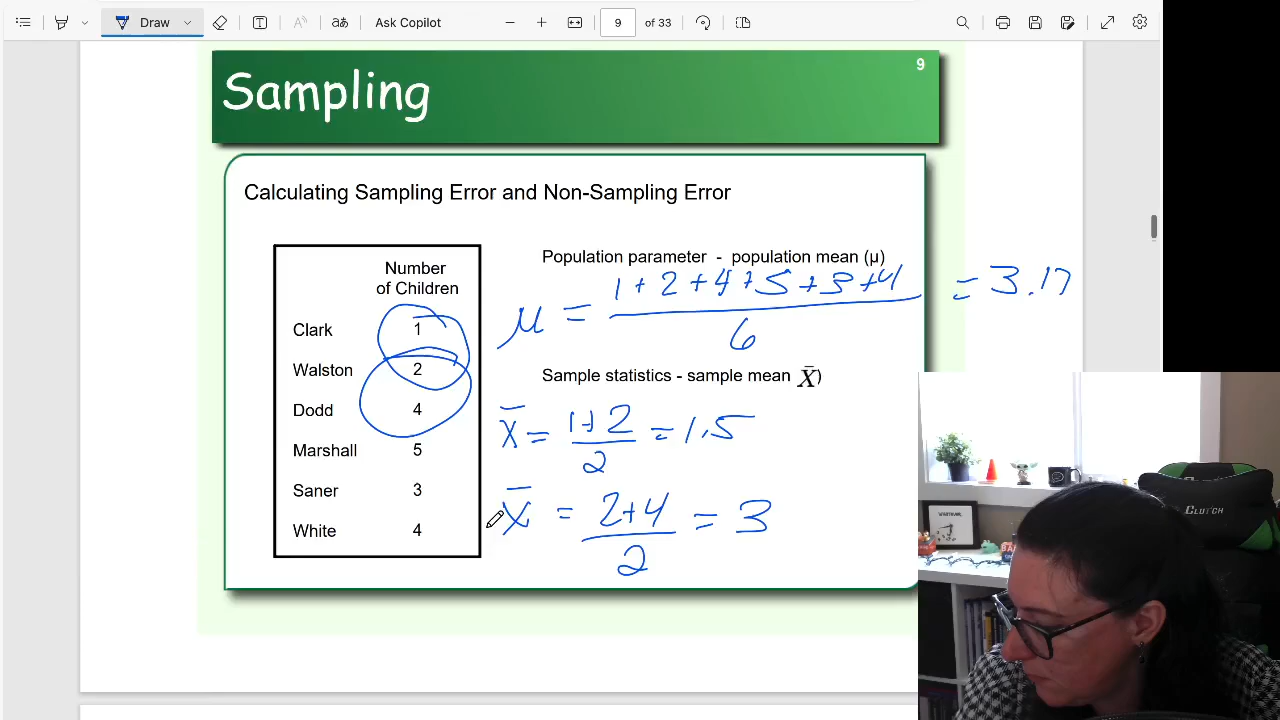 Draw
Ask Copilot
9 of 33
9
Sampling
Calculating Sampling Error and Non-Sampling Error
Number
of Children
Clark 1
Walston 2
Dodd 4
Marshall 5
Saner 3
White 4
Population parameter - population mean (μ)
μ = 1 + 2 + 4 + 5 + 3 + 4 / 6 = 3.17
Sample statistics - sample mean X̄)
X̄ = 1 + 2 / 2 = 1.5
X̄ = 2 + 4 / 2 = 3
WHATEVER.
CLUTCH